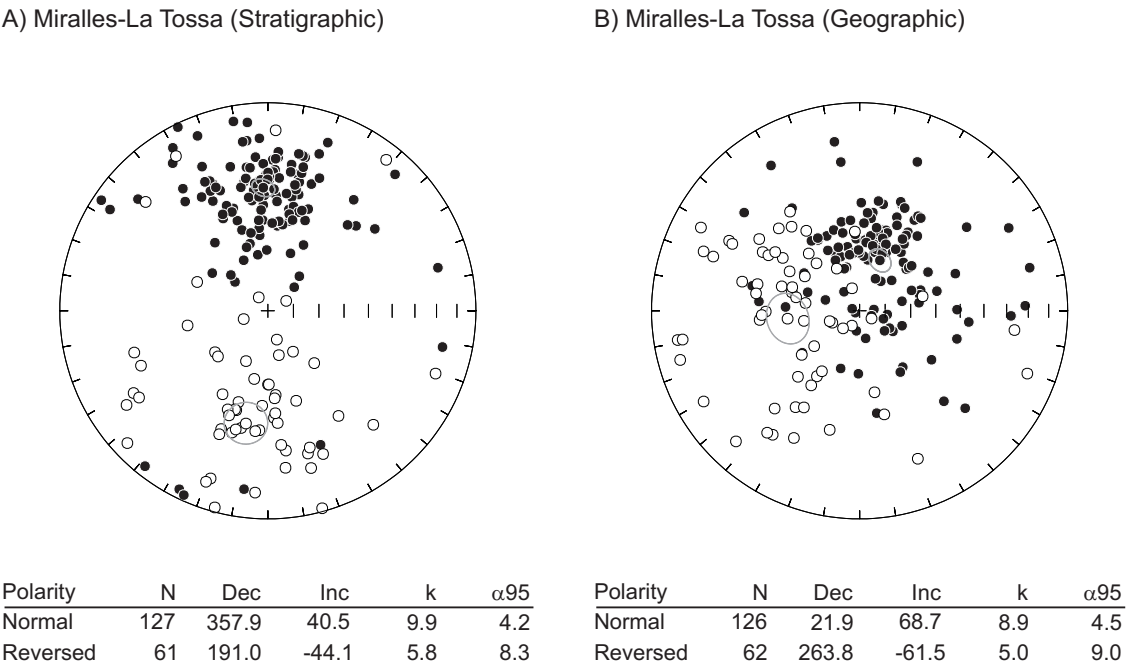 A) Miralles-La Tossa (Stratigraphic)
B) Miralles-La Tossa (Geographic)
Polarity N Dec Inc k α95
Normal 127 357.9 40.5 9.9 4.2
Reversed 61 191.0 -44.1 5.8 8.3
Polarity N Dec Inc k α95
Normal 126 21.9 68.7 8.9 4.5
Reversed 62 263.8 -61.5 5.0 9.0